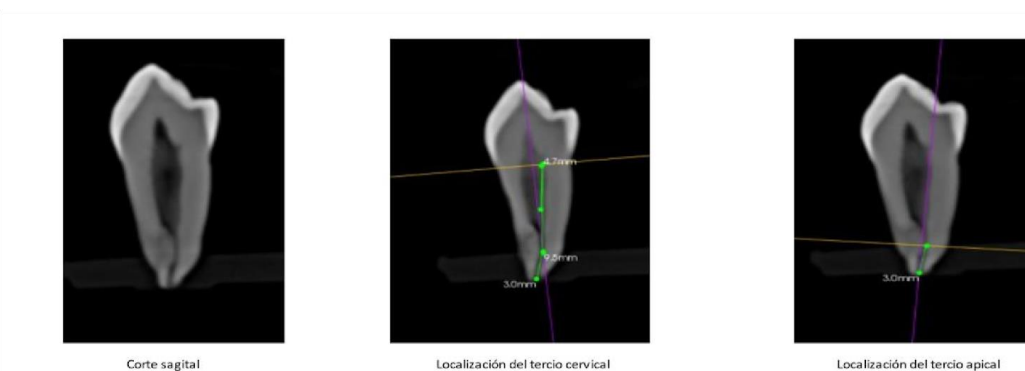 4.7mm
9.5mm
3.0mm
3.0mm
Corte sagital
Localización del tercio cervical
Localización del tercio apical